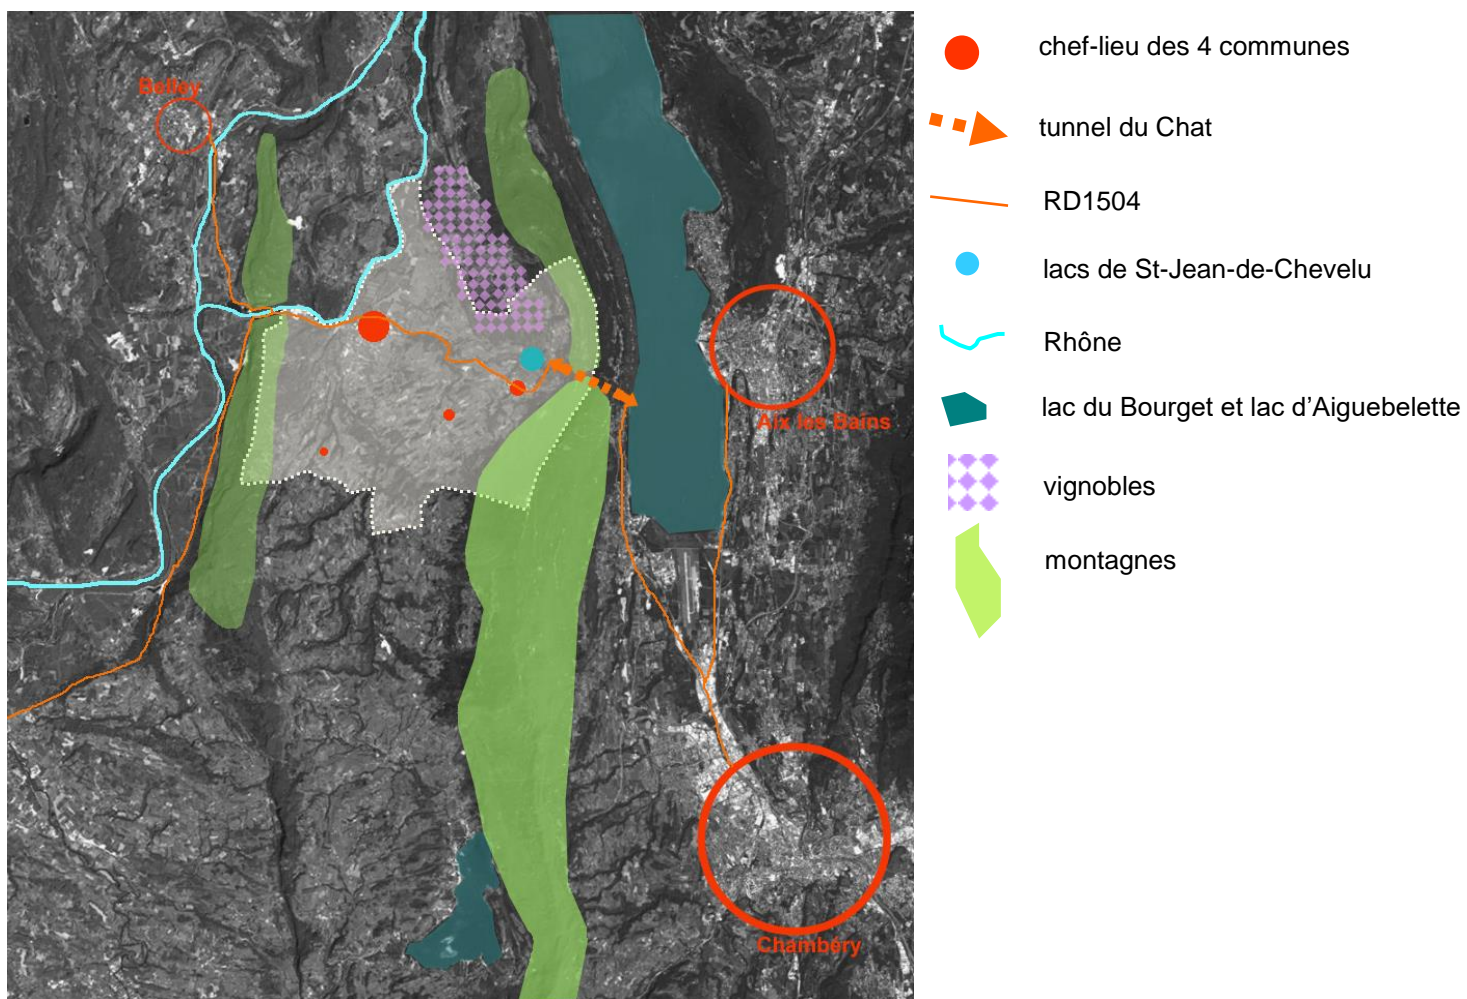 Belley
Aix les Bains
Chambéry
chef-lieu des 4 communes
tunnel du Chat
RD1504
lacs de St-Jean-de-Chevelu
Rhône
lac du Bourget et lac d'Aiguebelette
vignobles
montagnes